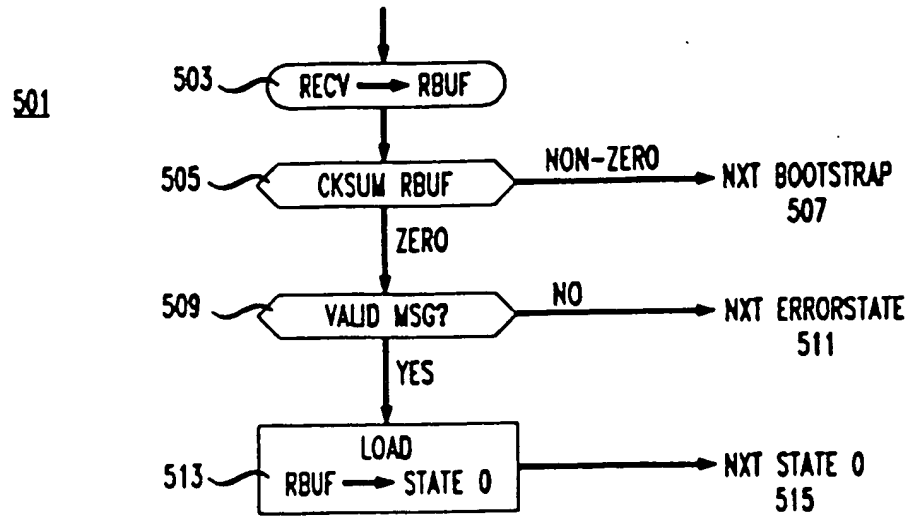 501
503 RECV → RBUF
505 CKSUM RBUF
NON-ZERO
NXT BOOTSTRAP
507
ZERO
509 VALID MSG?
NO
NXT ERRORSTATE
511
YES
513
LOAD
RBUF → STATE 0
NXT STATE 0
515